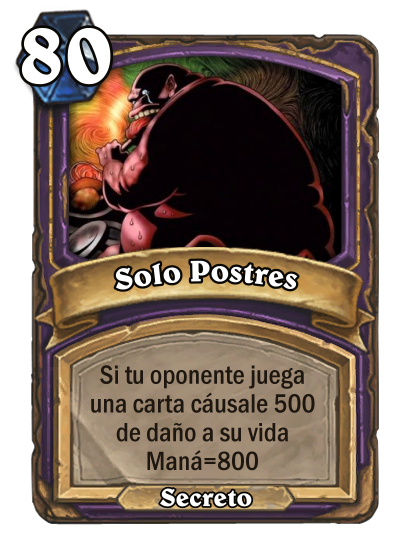 80
Solo Postres
Si tu oponente juega
una carta cáusale 500
de daño a su vida
Maná=800
Secreto